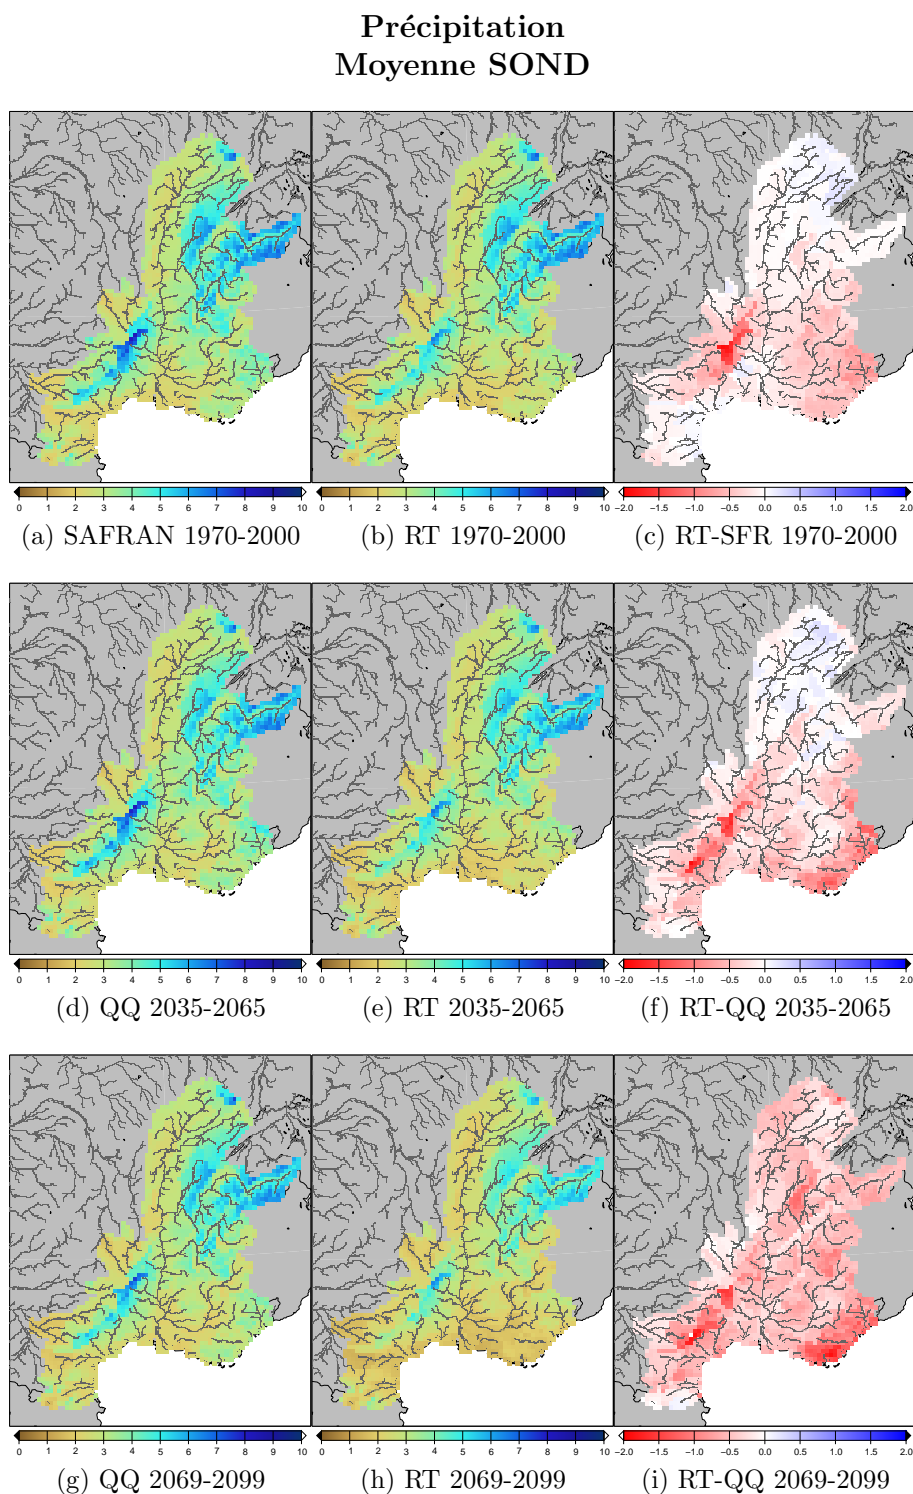 Précipitation
Moyenne SOND
0 1 2 3 4 5 6 7 8 9 10
0 1 2 3 4 5 6 7 8 9 10
−2.0 −1.5 −1.0 −0.5 0.0 0.5 1.0 1.5 2.0
(a) SAFRAN 1970-2000
(b) RT 1970-2000
(c) RT-SFR 1970-2000
0 1 2 3 4 5 6 7 8 9 10
0 1 2 3 4 5 6 7 8 9 10
−2.0 −1.5 −1.0 −0.5 0.0 0.5 1.0 1.5 2.0
(d) QQ 2035-2065
(e) RT 2035-2065
(f) RT-QQ 2035-2065
0 1 2 3 4 5 6 7 8 9 10
0 1 2 3 4 5 6 7 8 9 10
−2.0 −1.5 −1.0 −0.5 0.0 0.5 1.0 1.5 2.0
(g) QQ 2069-2099
(h) RT 2069-2099
(i) RT-QQ 2069-2099